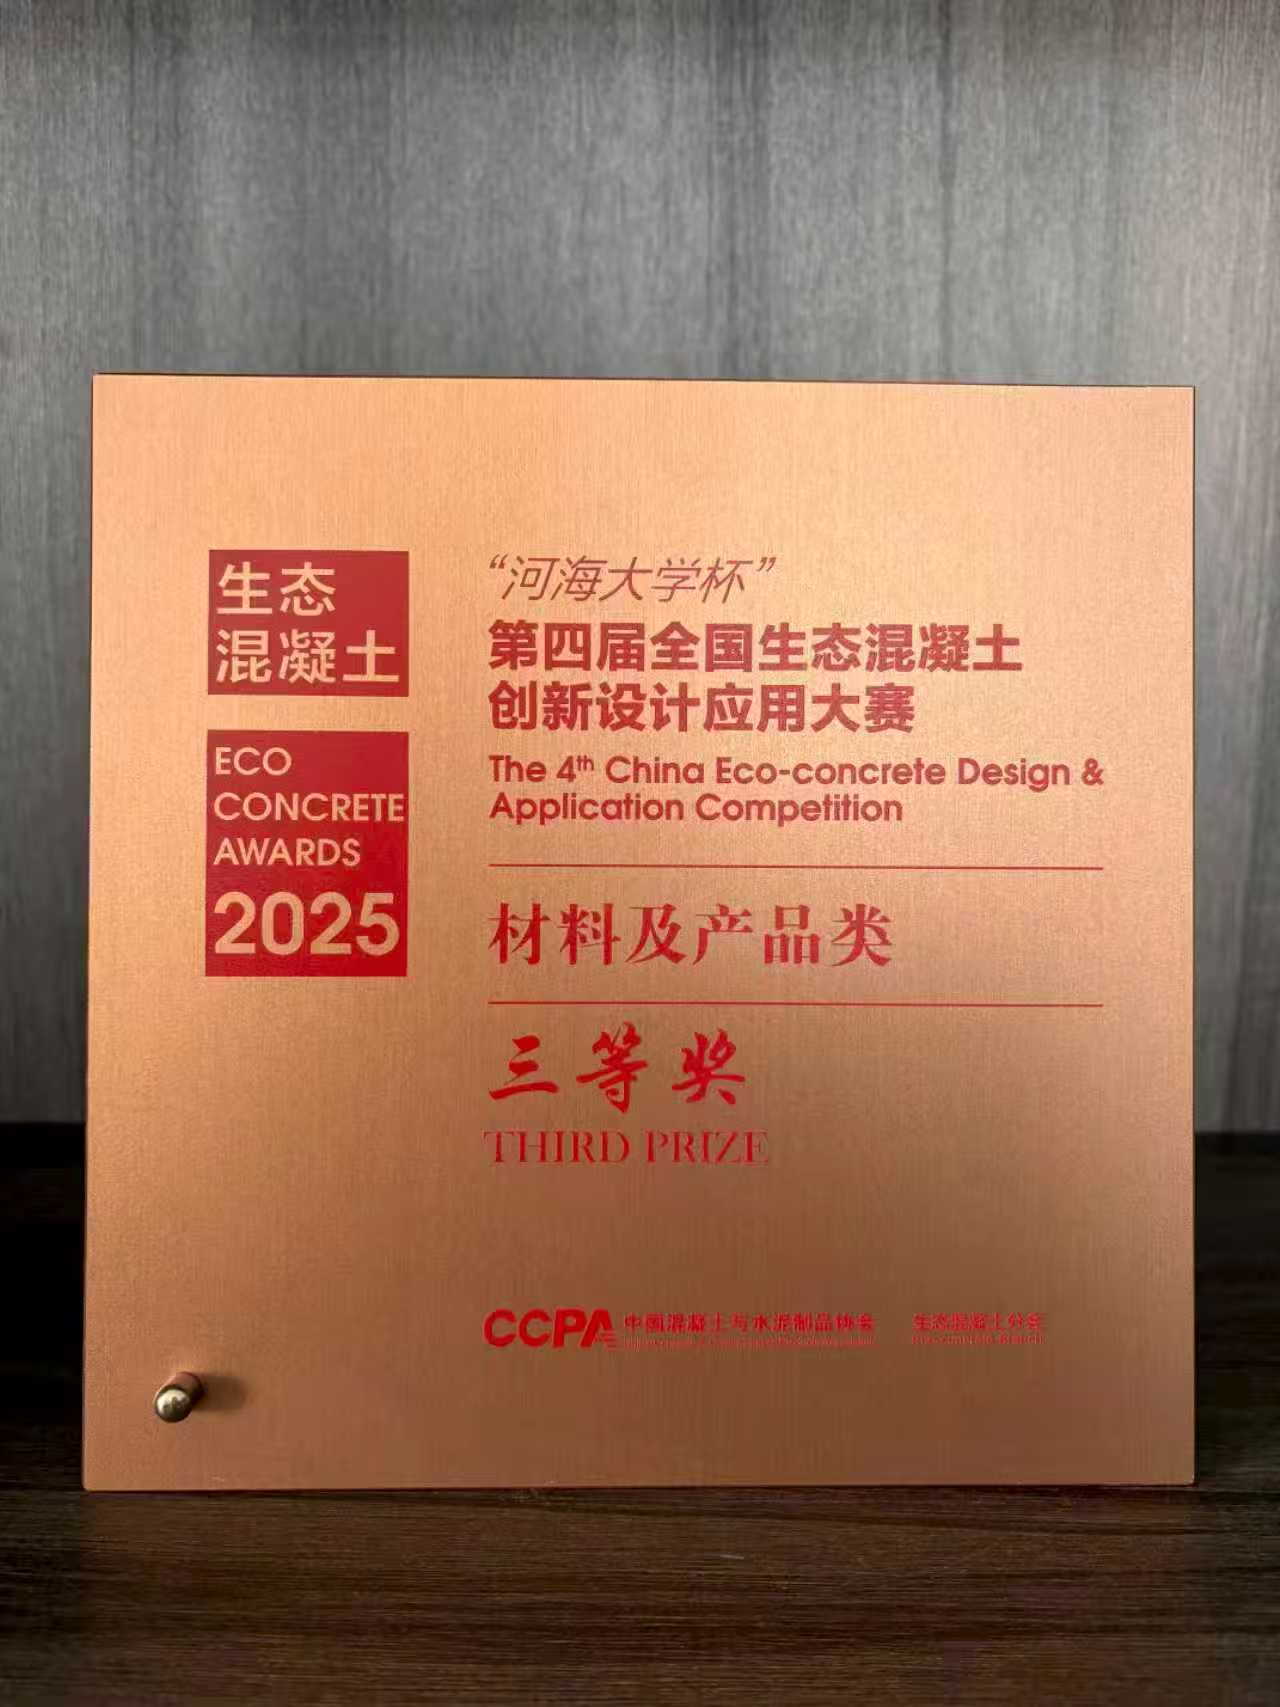 生态
混凝土
ECO
CONCRETE
AWARDS
2025
“河海大学杯”
第四届全国生态混凝土
创新设计应用大赛
The 4th China Eco-concrete Design &
Application Competition
材料及产品类
三等奖
THIRD PRIZE
CCPA 中国混凝土与水泥制品协会 生态混凝土分会